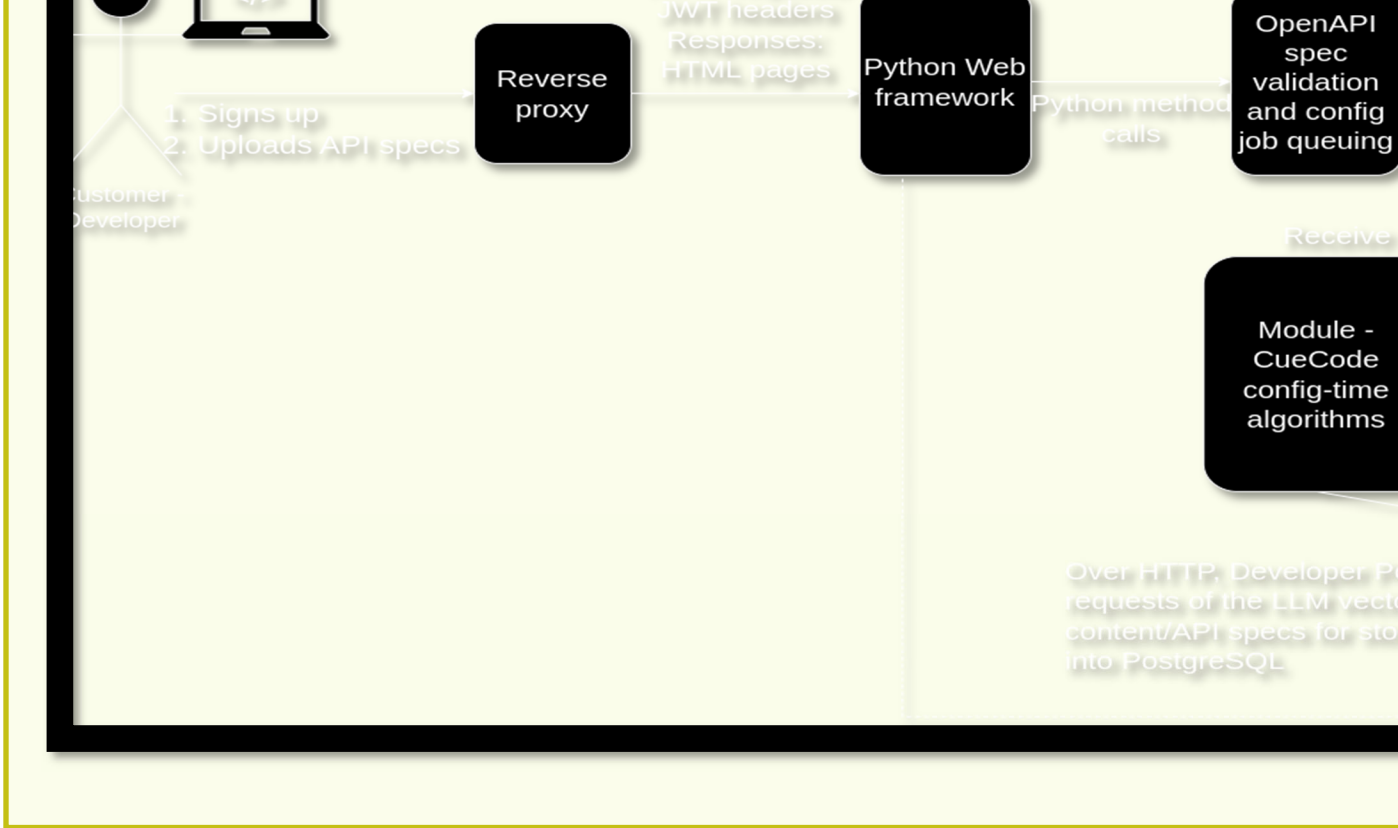 JWT headers
Responses:
HTML pages
1. Signs up
2. Uploads API specs
Customer -
Developer
Reverse
proxy
Python Web
framework
Python method
calls
OpenAPI
spec
validation
and config
job queuing
Receive
Module -
CueCode
config-time
algorithms
Over HTTP, Developer
requests of the LLM
content/API specs for
into PostgreSQL